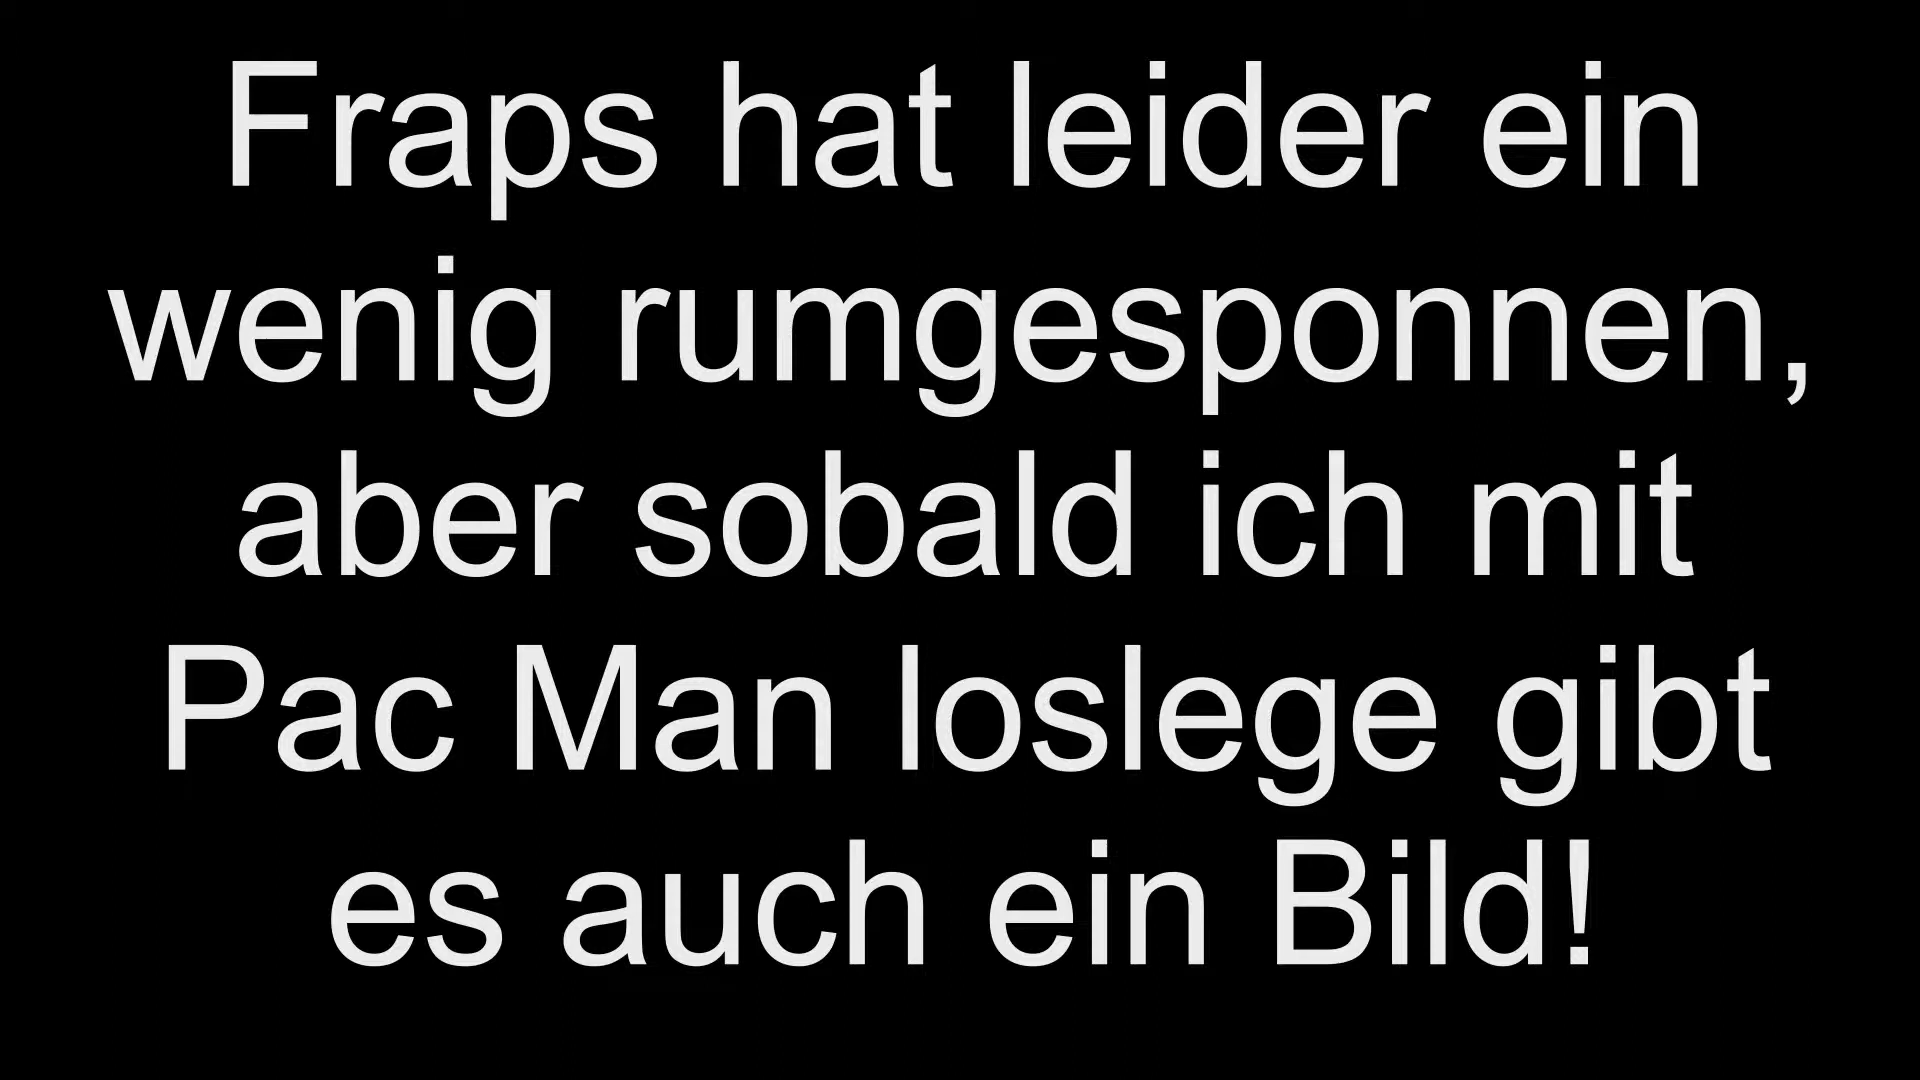 Fraps hat leider ein
wenig rumgesponnen,
aber sobald ich mit
Pac Man loslege gibt
es auch ein Bild!